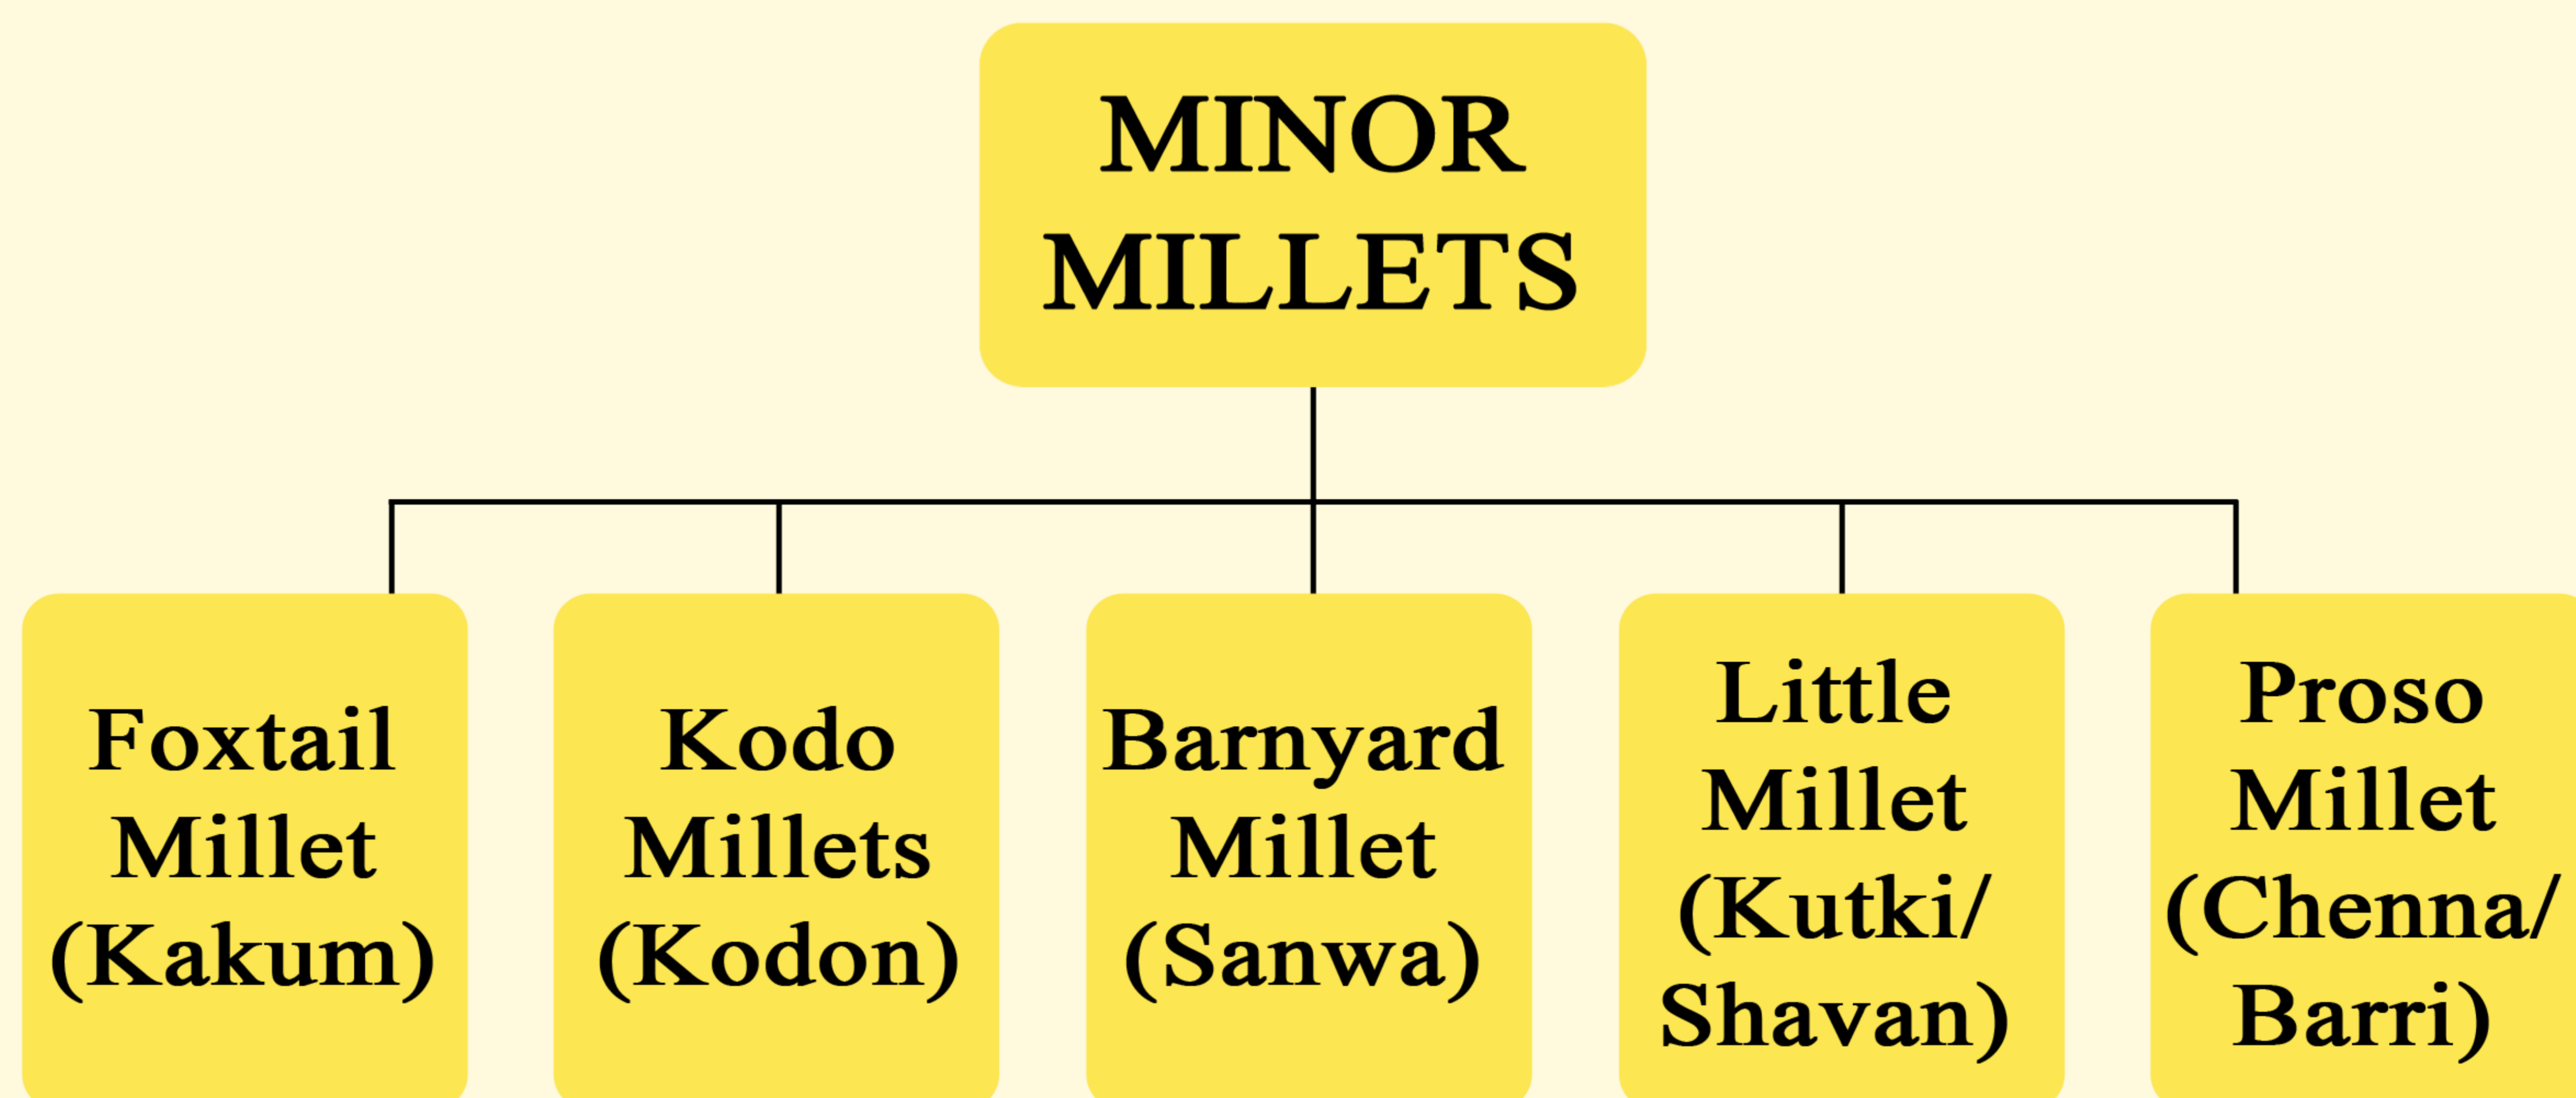 MINOR
MILLETS
Foxtail
Millet
(Kakum)
Kodo
Millets
(Kodon)
Barnyard
Millet
(Sanwa)
Little
Millet
(Kutki/
Shavan)
Proso
Millet
(Chenna/
Barri)